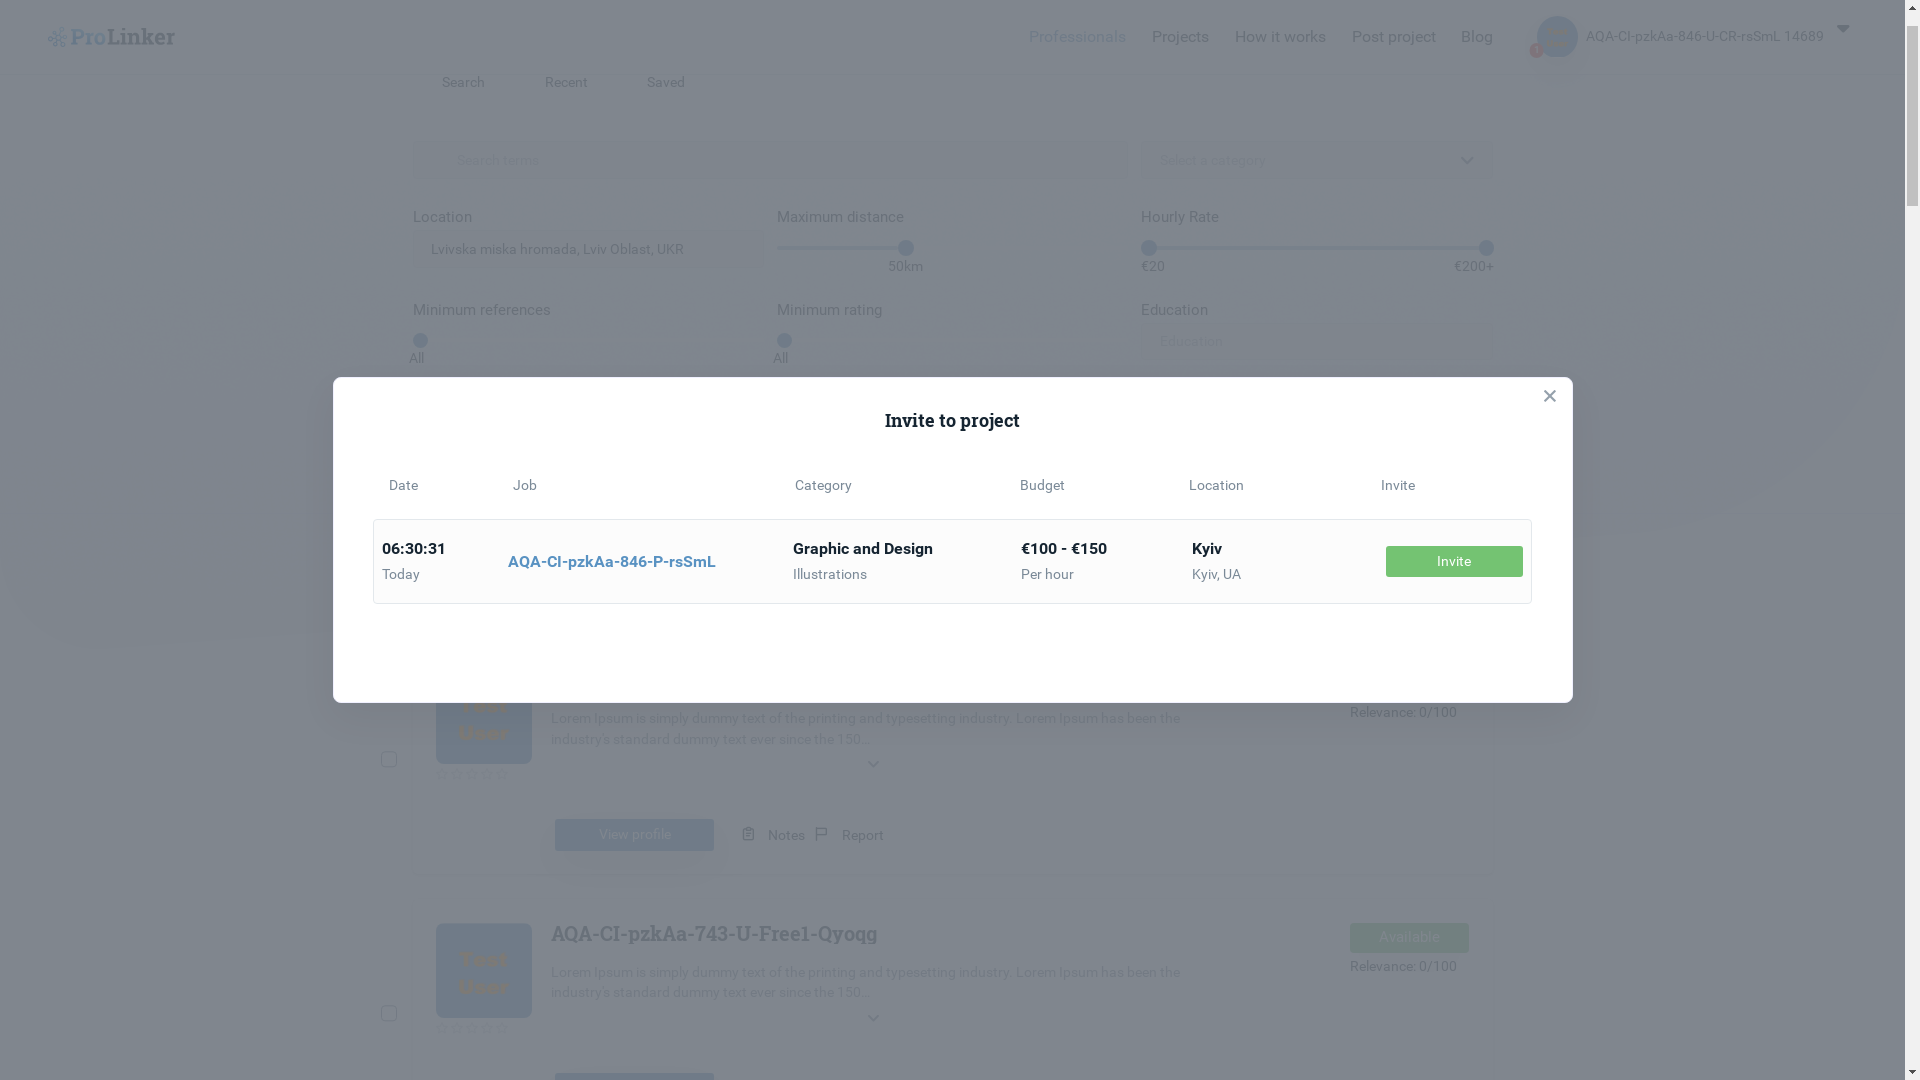 ProLinker
Professionals Projects How it works Post project Blog
1 AQA-CI-pzkAa-846-U-CR-rsSmL 14689
Search Recent Saved
Search terms Select a category
Location Maximum distance Hourly Rate
Lvivska miska hromada, Lviv Oblast, UKR
50km €20 €200+
Minimum references Minimum rating Education
Education
All All
Invite to project
Date Job Category Budget Location Invite
06:30:31 Graphic and Design €100 - €150 Kyiv
AQA-CI-pzkAa-846-P-rsSmL Invite
Today Illustrations Per hour Kyiv, UA
Relevance: 0/100
Lorem Ipsum is simply dummy text of the printing and typesetting industry. Lorem Ipsum has been the
industry's standard dummy text ever since the 150...
View profile Notes Report
AQA-CI-pzkAa-743-U-Free1-Qyoqg Available
Test
Relevance: 0/100
Lorem Ipsum is simply dummy text of the printing and typesetting industry. Lorem Ipsum has been the
industry's standard dummy text ever since the 150...